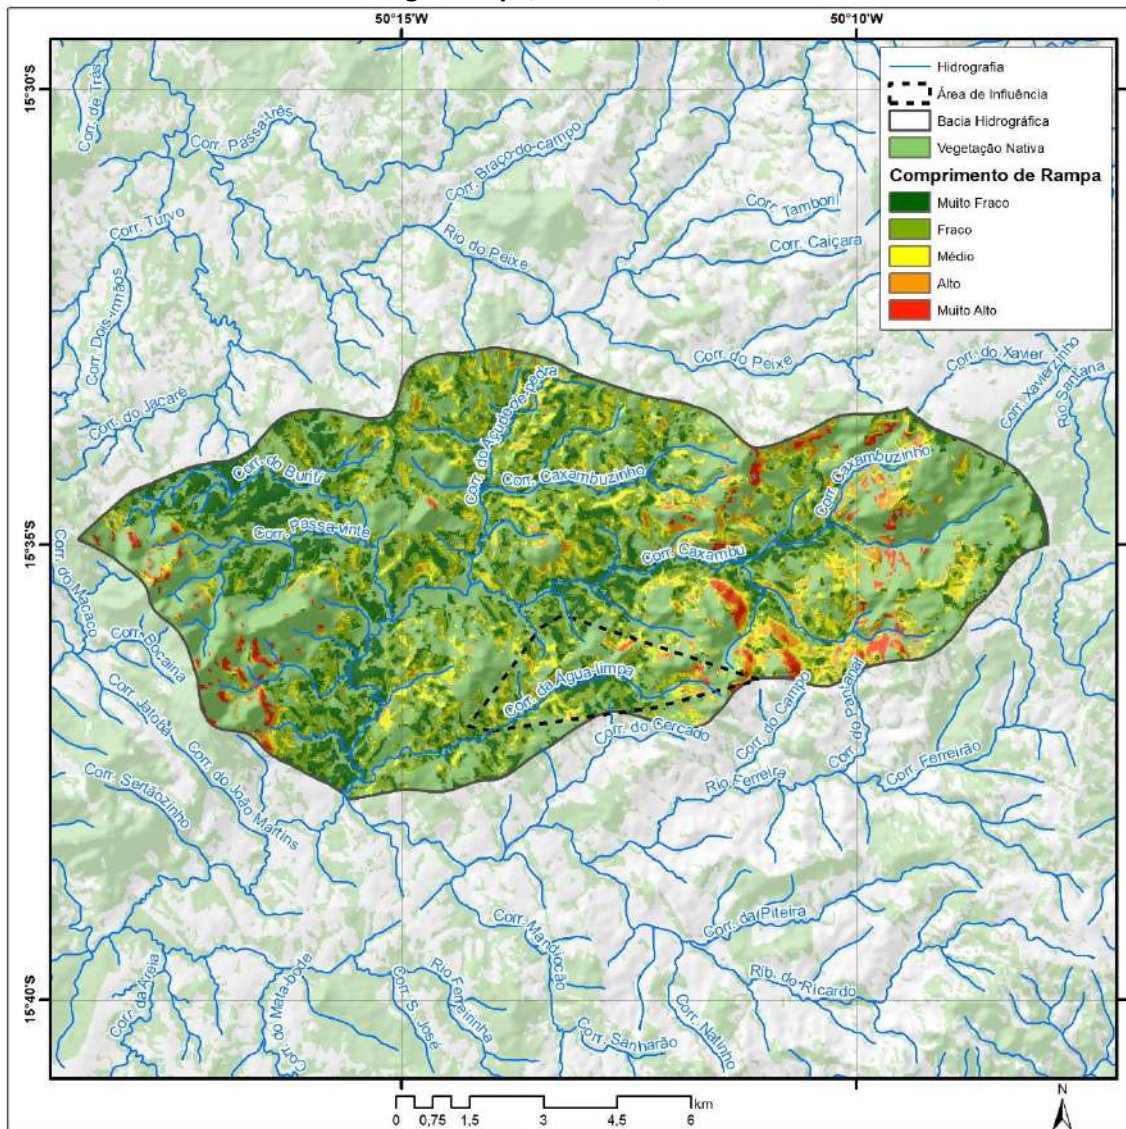 50°15'W
50°10'W
15°30'S
15°35'S
15°40'S
Hidrografia
Área de Influência
Bacia Hidrográfica
Vegetação Nativa
Comprimento de Rampa
Muito Fraco
Fraco
Médio
Alto
Muito Alto
Corr. de Trás
Corr. Passa-três
Corr. Braço-do-campo
Corr. Tamboril
Corr. Caiçara
Corr. Turvo
Rio do Peixe
Corr. Dois-irmãos
Corr. do Peixe
Corr. do Xavier
Corr. Xavierzinho
Rio Santana
Corr. do Jacaré
Corr. do Açude-de-pedra
Corr. do Buriti
Corr. Caxambuzinho
Corr. Caxambuzinho
Corr. Passa-vinte
Corr. Caxambu
Corr. do Macaco
Corr. Bocaina
Corr. da Água-limpa
Corr. Jatobá
Corr. do Cercado
Corr. do Campo
Corr. do Pantanal
Corr. do João Martins
Corr. Sertãozinho
Rio Ferreira
Corr. Ferreirão
Corr. Mandiocão
Corr. da Piteira
Rib. do Ricardo
Corr. da Areia
Corr. do Mata-bode
Corr. S. José
Rio Ferreirinha
Corr. Sanharão
Corr. Natinho
km
0 0,75 1,5 3 4,5 6
N